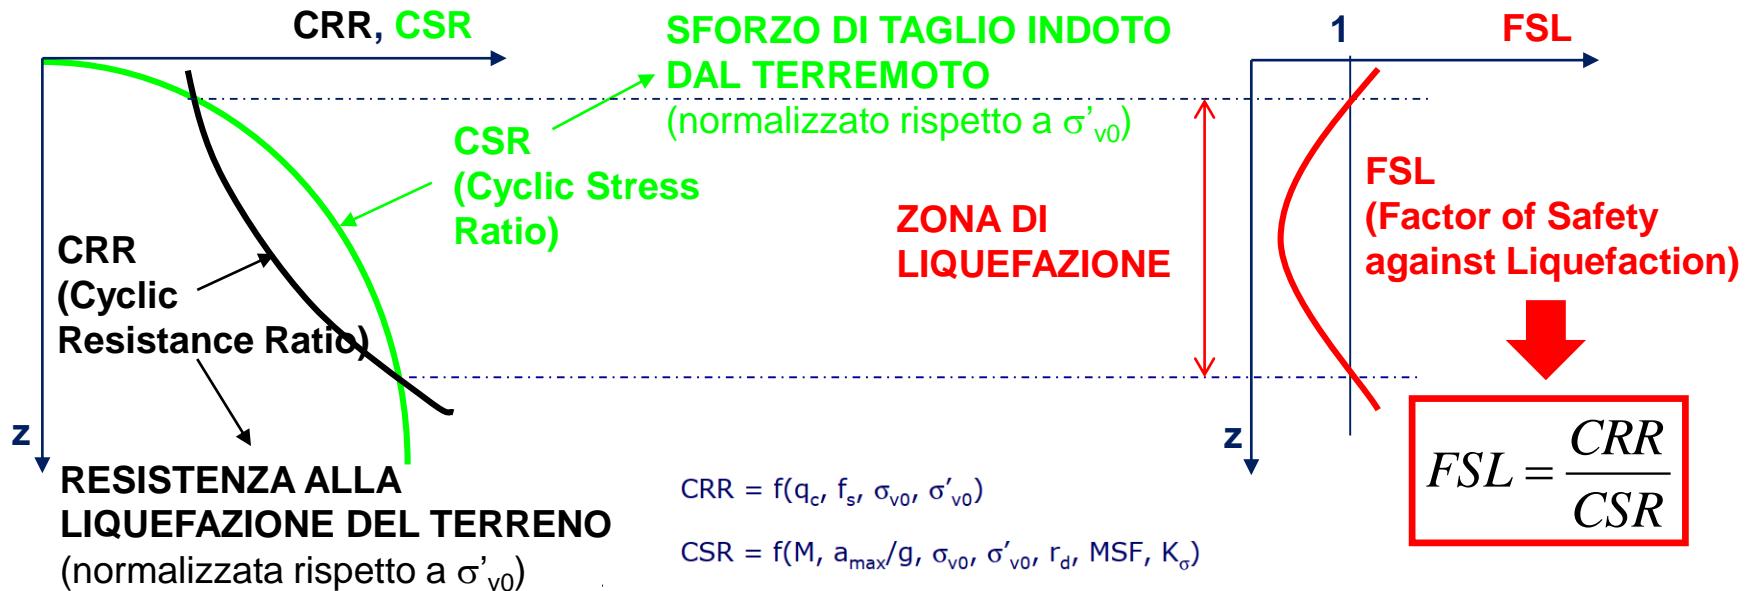 CRR, CSR
SFORZO DI TAGLIO INDOTO
DAL TERREMOTO
(normalizzato rispetto a σ'v0)
1
FSL
CSR
(Cyclic Stress
Ratio)
CRR
(Cyclic
Resistance Ratio)
ZONA DI
LIQUEFAZIONE
FSL
(Factor of Safety
against Liquefaction)
z
z
RESISTENZA ALLA
LIQUEFAZIONE DEL TERRENO
(normalizzata rispetto a σ'v0)
CRR = f(qc, fs, σv0, σ'v0)
CSR = f(M, amax/g, σv0, σ'v0, rd, MSF, Kσ)
FSL = CRR / CSR